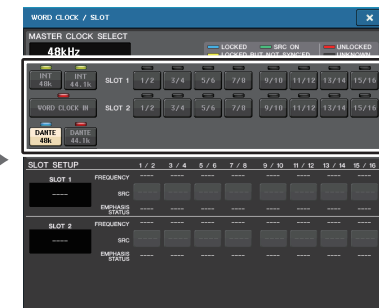 WORD CLOCK / SLOT
MASTER CLOCK SELECT
48kHz
LOCKED SRC ON UNLOCKED
LOCKED BUT NOT SYNC'ED UNKNOWN
INT 48k INT 44.1k SLOT 1 1/2 3/4 5/6 7/8 9/10 11/12 13/14 15/16
WORD CLOCK IN SLOT 2 1/2 3/4 5/6 7/8 9/10 11/12 13/14 15/16
DANTE 48k DANTE 44.1k
SLOT SETUP 1 / 2 3 / 4 5 / 6 7 / 8 9 / 10 11 / 12 13 / 14 15 / 16
SLOT 1 FREQUENCY ---- ---- ---- ---- ---- ---- ---- ----
---- SRC ---- ---- ---- ---- ---- ---- ---- ----
EMPHASIS STATUS ---- ---- ---- ---- ---- ---- ---- ----
SLOT 2 FREQUENCY ---- ---- ---- ---- ---- ---- ---- ----
---- SRC ---- ---- ---- ---- ---- ---- ---- ----
EMPHASIS STATUS ---- ---- ---- ---- ---- ---- ---- ----